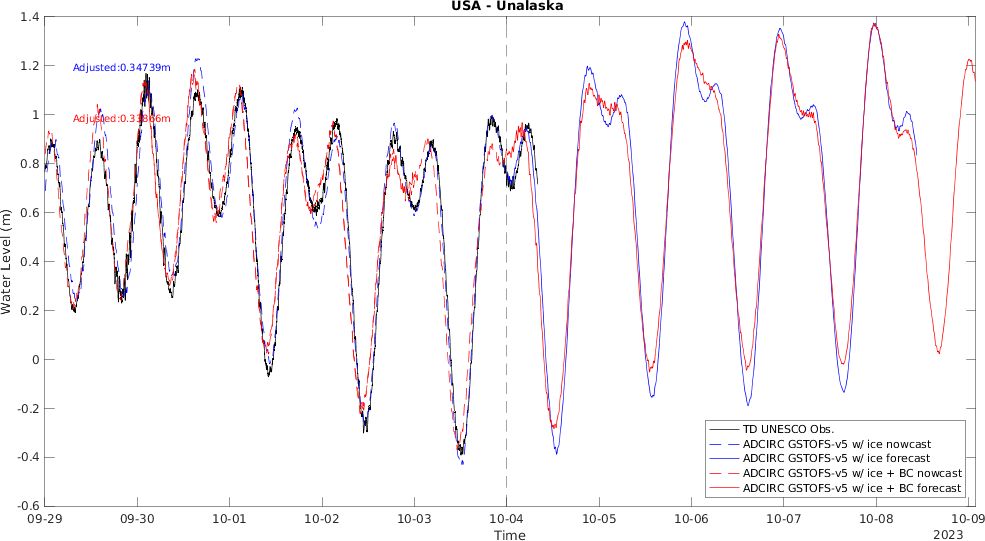 USA - Unalaska
1.4
1.2
1
0.8
0.6
0.4
0.2
0
-0.2
-0.4
-0.6
Water Level (m)
Adjusted:0.34739m
Adjusted:0.33866m
TD UNESCO Obs.
ADCIRC GSTOFS-v5 w/ ice nowcast
ADCIRC GSTOFS-v5 w/ ice forecast
ADCIRC GSTOFS-v5 w/ ice + BC nowcast
ADCIRC GSTOFS-v5 w/ ice + BC forecast
09-29 09-30 10-01 10-02 10-03 10-04 10-05 10-06 10-07 10-08 10-09
Time
2023